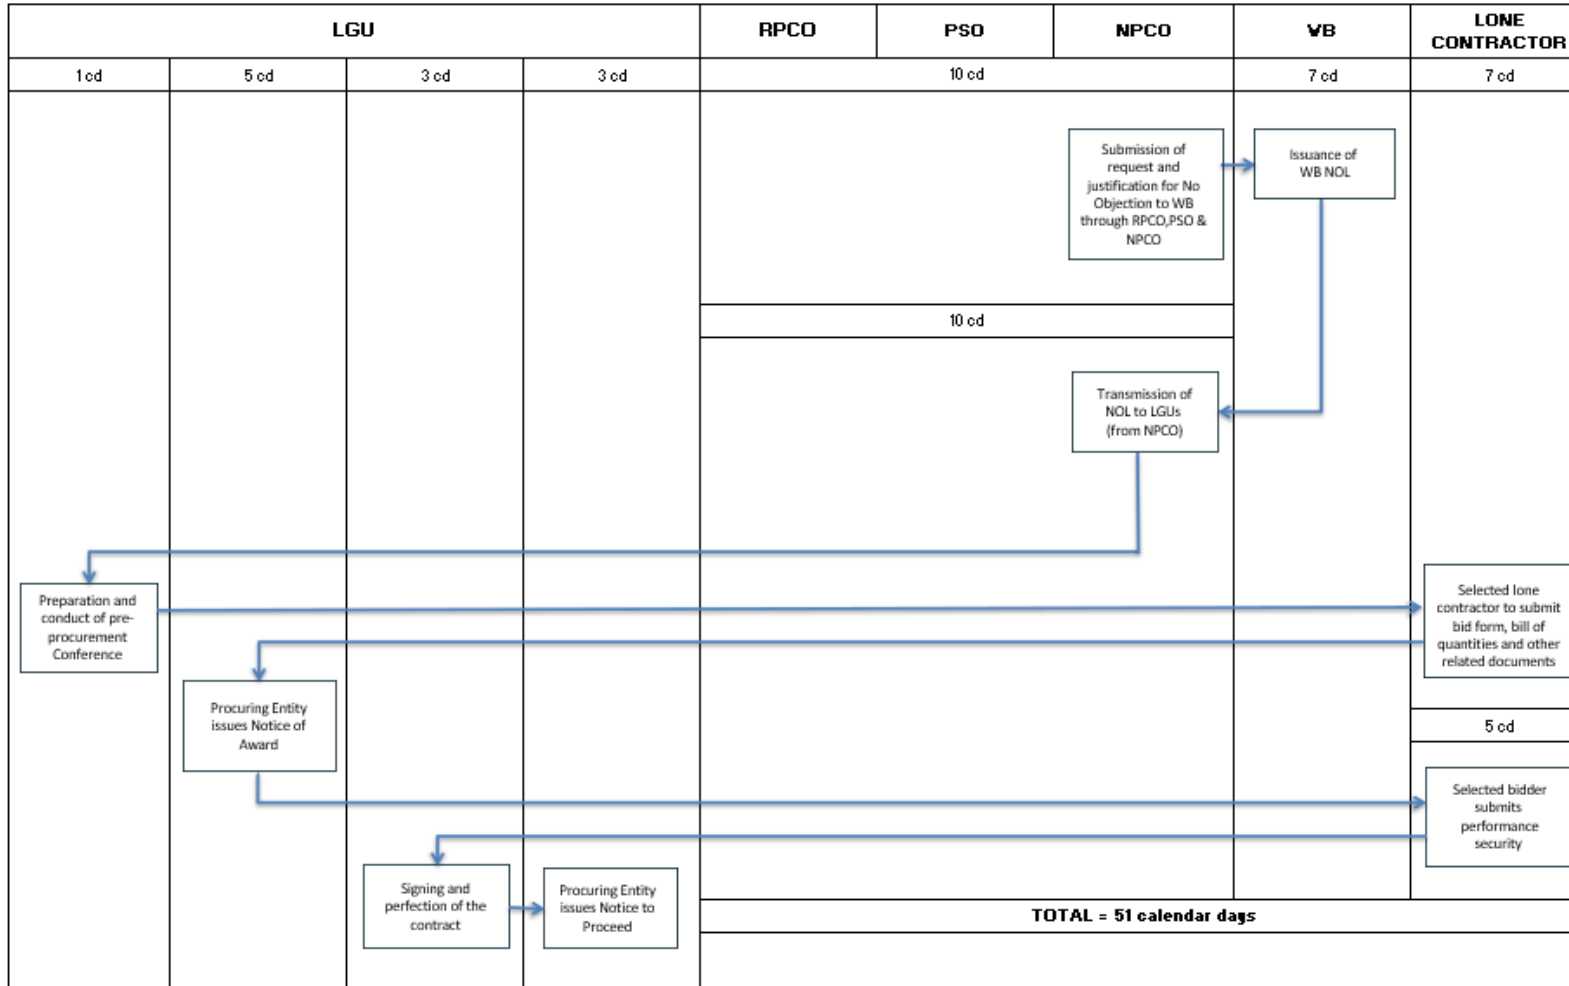 LGU
RPCO
PSO
NPCO
WB
LONE
CONTRACTOR
1 cd
5 cd
3 cd
3 cd
10 cd
7 cd
7 cd
Submission of
request and
justification for No
Objection to WB
through RPCO,PSO &
NPCO
Issuance of
WB NOL
10 cd
Transmission of
NOL to LGUs
(from NPCO)
Preparation and
conduct of pre-
procurement
Conference
Selected lone
contractor to submit
bid form, bill of
quantities and other
related documents
Procuring Entity
issues Notice of
Award
5 cd
Selected bidder
submits
performance
security
Signing and
perfection of the
contract
Procuring Entity
issues Notice to
Proceed
TOTAL = 51 calendar days